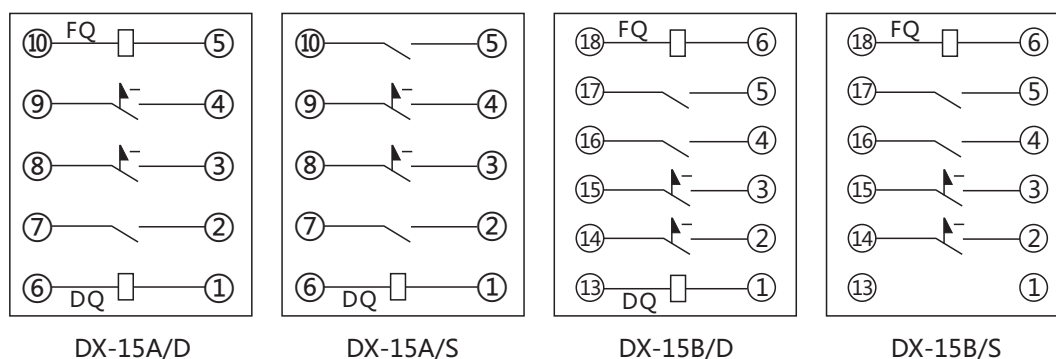 ⑩ FQ ⑤ ⑩ ⑤ ⑱ FQ ⑥ ⑱ FQ ⑥
⑨ ④ ⑨ ④ ⑰ ⑤ ⑰ ⑤
⑯ ④ ⑯ ④
⑧ ③ ⑧ ③ ⑮ ③ ⑮ ③
⑦ ② ⑦ ② ⑭ ② ⑭ ②
⑥ DQ ① ⑥ DQ ① ⑬ DQ ① ⑬ ①
DX-15A/D DX-15A/S DX-15B/D DX-15B/S